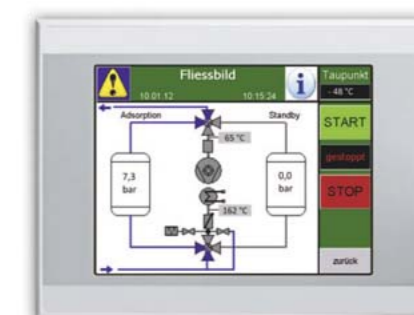 Fliessbild
10.01.12 10:15:24
Taupunkt
- 48 °C
Adsorption
Standby
START
65 °C
gestoppt
7,3
bar
0,0
bar
STOP
162 °C
zurück